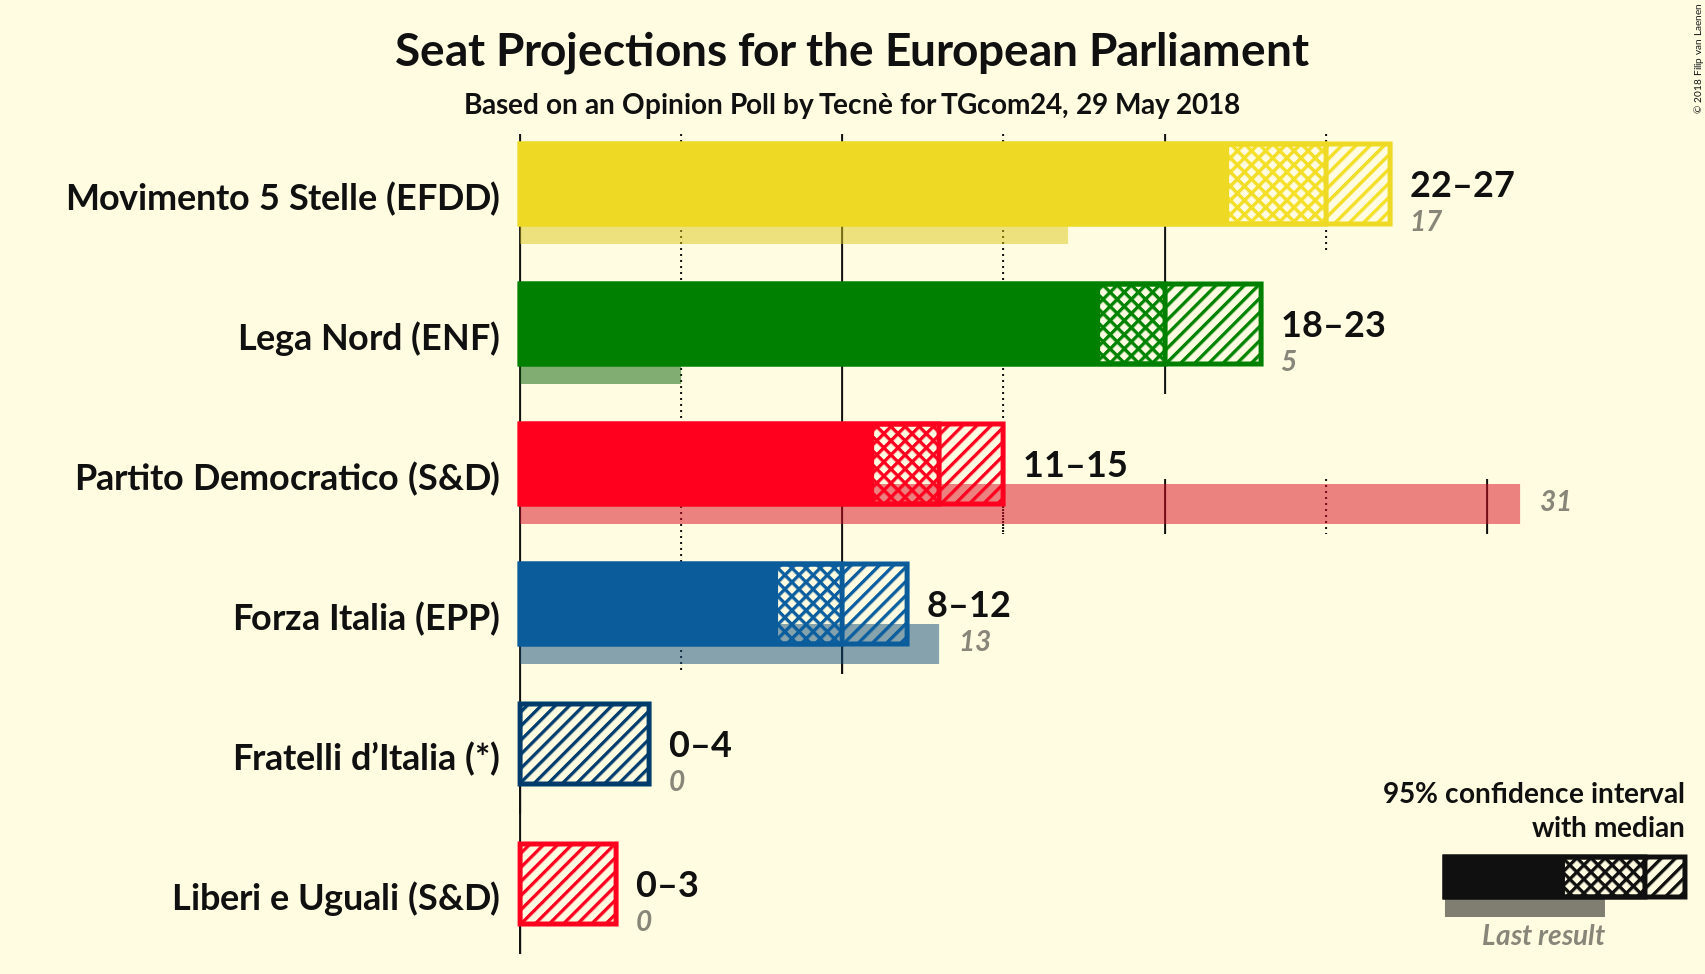 Seat Projections for the European Parliament
Based on an Opinion Poll by Tecnè for TGcom24, 29 May 2018
© 2018 Filip van Laenen
Movimento 5 Stelle (EFDD)
22–27
17
Lega Nord (ENF)
18–23
5
Partito Democratico (S&D)
11–15
31
Forza Italia (EPP)
8–12
13
Fratelli d’Italia (*)
0–4
0
Liberi e Uguali (S&D)
0–3
0
95% confidence interval
with median
Last result